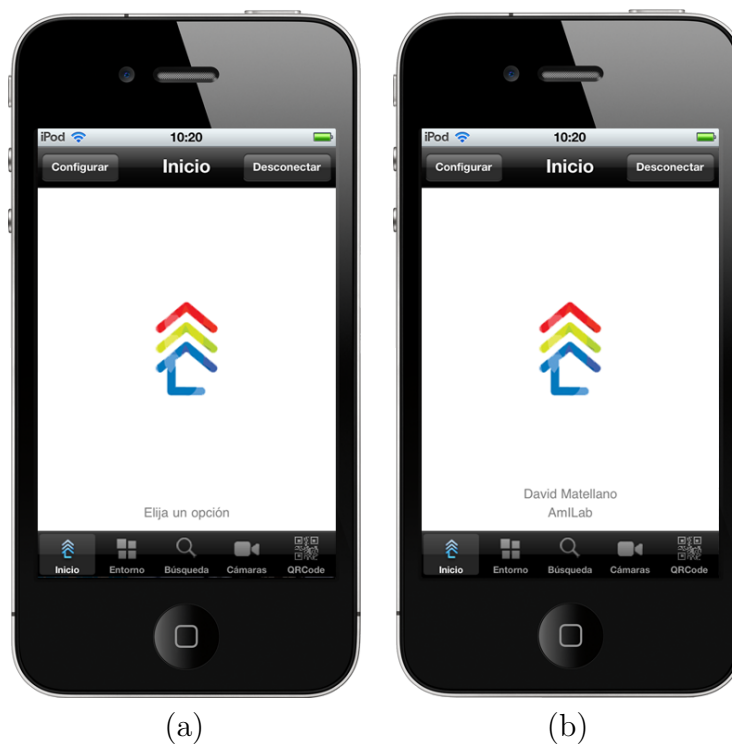 iPod 10:20
Configurar Inicio Desconectar
Elija un opción
Inicio Entorno Búsqueda Cámaras QRCode
(a)
iPod 10:20
Configurar Inicio Desconectar
David Matellano
AmILab
Inicio Entorno Búsqueda Cámaras QRCode
(b)